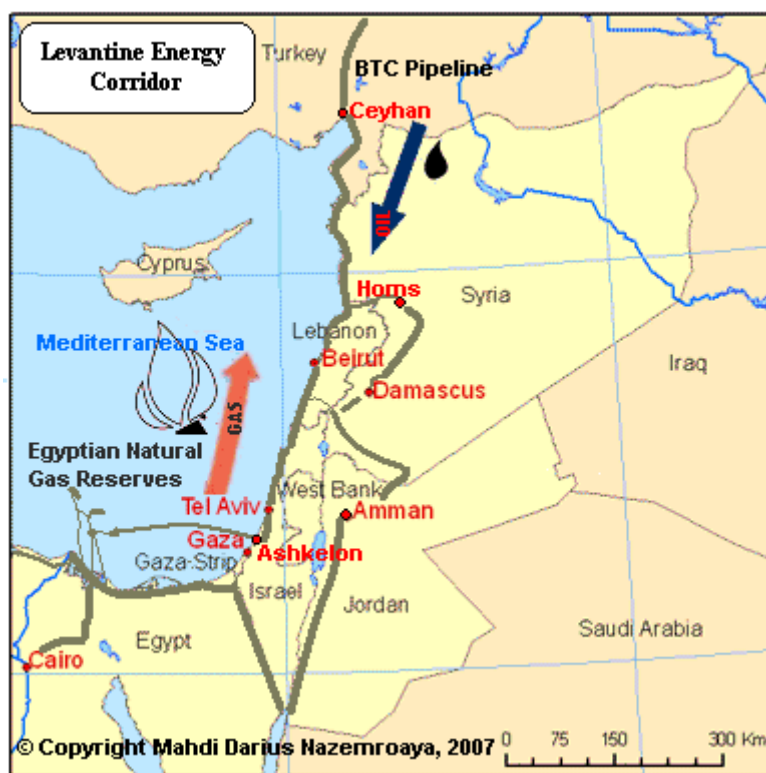 Levantine Energy
Corridor
Turkey
BTC Pipeline
Ceyhan
OIL
Cyprus
Homs
Syria
Lebanon
Mediterranean Sea
Beirut
Iraq
Damascus
GAS
Egyptian Natural
Gas Reserves
West Bank
Tel Aviv
Amman
Gaza
Ashkelon
Gaza-Strip
Israel
Jordan
Egypt
Saudi Arabia
Cairo
© Copyright Mahdi Darius Nazemroaya, 2007
0 75 150 300 Km